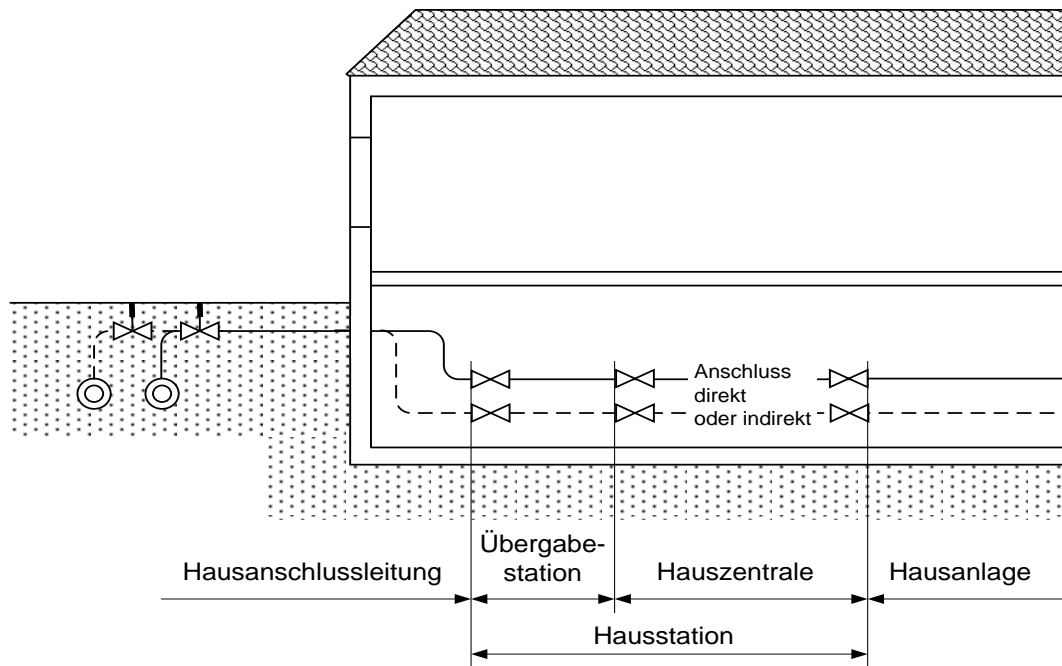 Anschluss
direkt
oder indirekt
Übergabe-
station
Hausanschlussleitung
Hauszentrale
Hausanlage
Hausstation